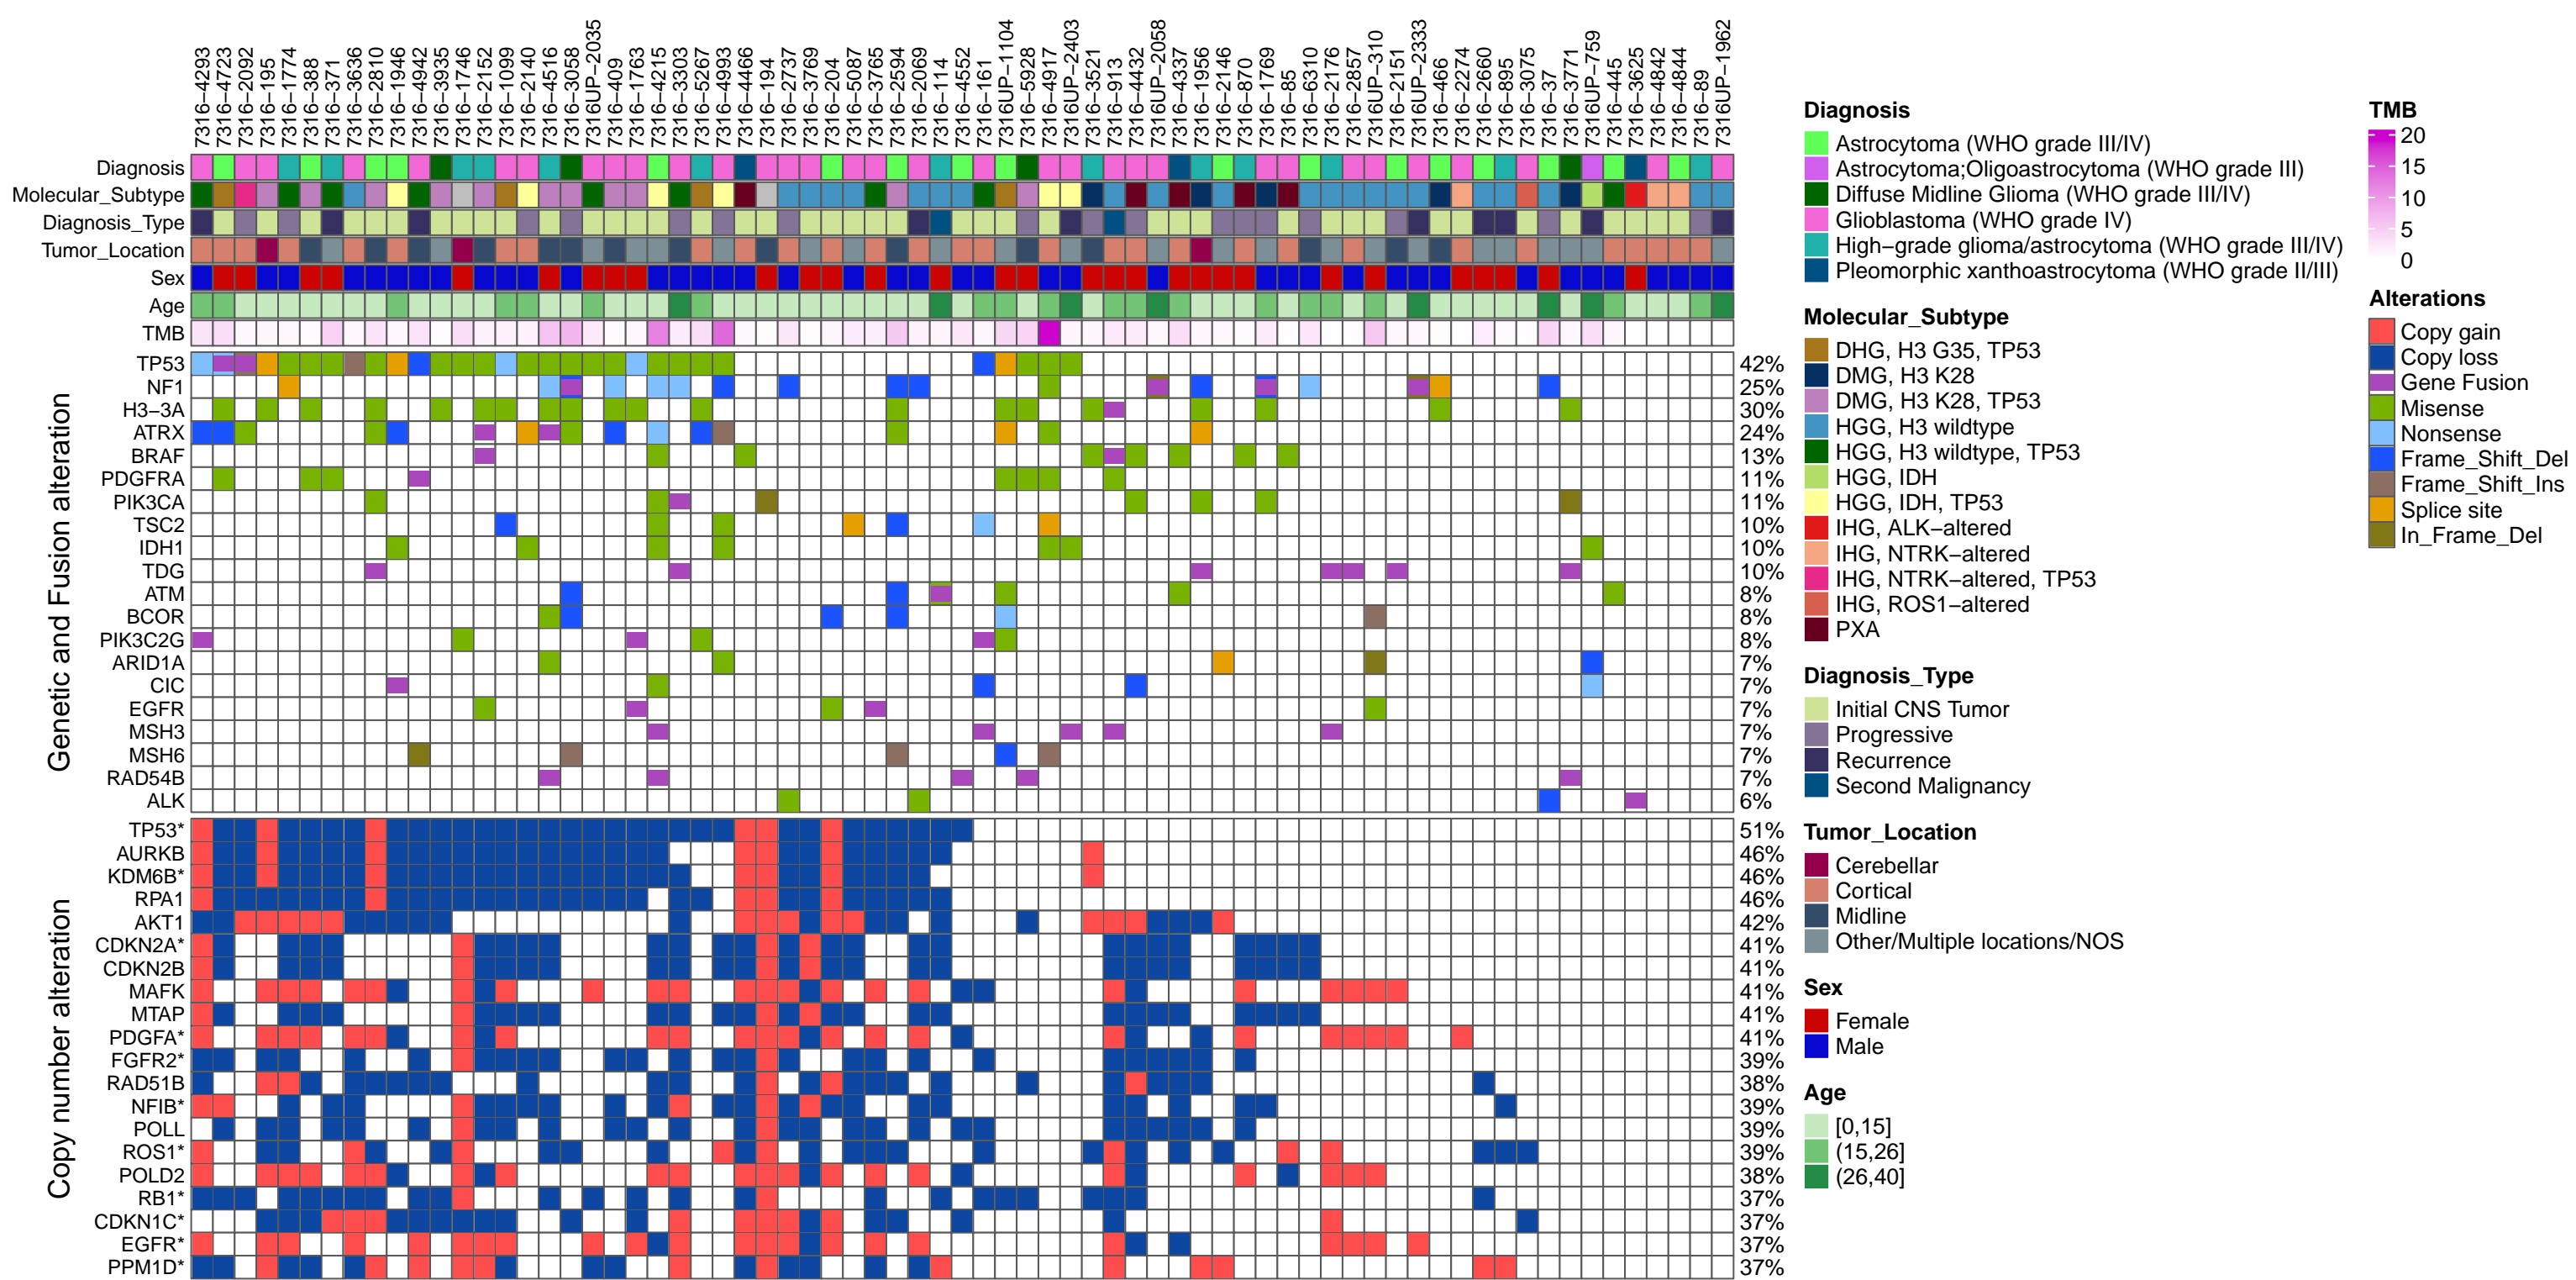 7316−4293
7316−4723
7316−2092
7316−195
7316−1774
7316−388
7316−371
7316−3636
7316−2810
7316−1946
7316−4942
7316−3935
7316−1746
7316−2152
7316−1099
7316−2140
7316−4516
7316−3058
7316UP−2035
7316−409
7316−1763
7316−4215
7316−3303
7316−5267
7316−4993
7316−4466
7316−194
7316−2737
7316−3769
7316−204
7316−5087
7316−3765
7316−2594
7316−2069
7316−114
7316−4552
7316−161
7316UP−1104
7316−5928
7316−4917
7316UP−2403
7316−3521
7316−913
7316−4432
7316UP−2058
7316−4337
7316−1956
7316−2146
7316−870
7316−1769
7316−85
7316−6310
7316−2176
7316−2857
7316UP−310
7316−2151
7316UP−2333
7316−466
7316−2274
7316−2660
7316−895
7316−3075
7316−37
7316−3771
7316UP−759
7316−445
7316−3625
7316−4842
7316−4844
7316−89
7316UP−1962
Diagnosis
Molecular_Subtype
Diagnosis_Type
Tumor_Location
Sex
Age
TMB
Genetic and Fusion alteration
TP53 42%
NF1 25%
H3−3A 30%
ATRX 24%
BRAF 13%
PDGFRA 11%
PIK3CA 11%
TSC2 10%
IDH1 10%
TDG 10%
ATM 8%
BCOR 8%
PIK3C2G 8%
ARID1A 7%
CIC 7%
EGFR 7%
MSH3 7%
MSH6 7%
RAD54B 7%
ALK 6%
Copy number alteration
TP53* 51%
AURKB 46%
KDM6B* 46%
RPA1 46%
AKT1 42%
CDKN2A* 41%
CDKN2B 41%
MAFK 41%
MTAP 41%
PDGFA* 41%
FGFR2* 39%
RAD51B 38%
NFIB* 39%
POLL 39%
ROS1* 39%
POLD2 38%
RB1* 37%
CDKN1C* 37%
EGFR* 37%
PPM1D* 37%
Diagnosis
Astrocytoma (WHO grade III/IV)
Astrocytoma;Oligoastrocytoma (WHO grade III)
Diffuse Midline Glioma (WHO grade III/IV)
Glioblastoma (WHO grade IV)
High−grade glioma/astrocytoma (WHO grade III/IV)
Pleomorphic xanthoastrocytoma (WHO grade II/III)
Molecular_Subtype
DHG, H3 G35, TP53
DMG, H3 K28
DMG, H3 K28, TP53
HGG, H3 wildtype
HGG, H3 wildtype, TP53
HGG, IDH
HGG, IDH, TP53
IHG, ALK−altered
IHG, NTRK−altered
IHG, NTRK−altered, TP53
IHG, ROS1−altered
PXA
Diagnosis_Type
Initial CNS Tumor
Progressive
Recurrence
Second Malignancy
Tumor_Location
Cerebellar
Cortical
Midline
Other/Multiple locations/NOS
Sex
Female
Male
Age
[0,15]
(15,26]
(26,40]
TMB
20
15
10
5
0
Alterations
Copy gain
Copy loss
Gene Fusion
Misense
Nonsense
Frame_Shift_Del
Frame_Shift_Ins
Splice site
In_Frame_Del